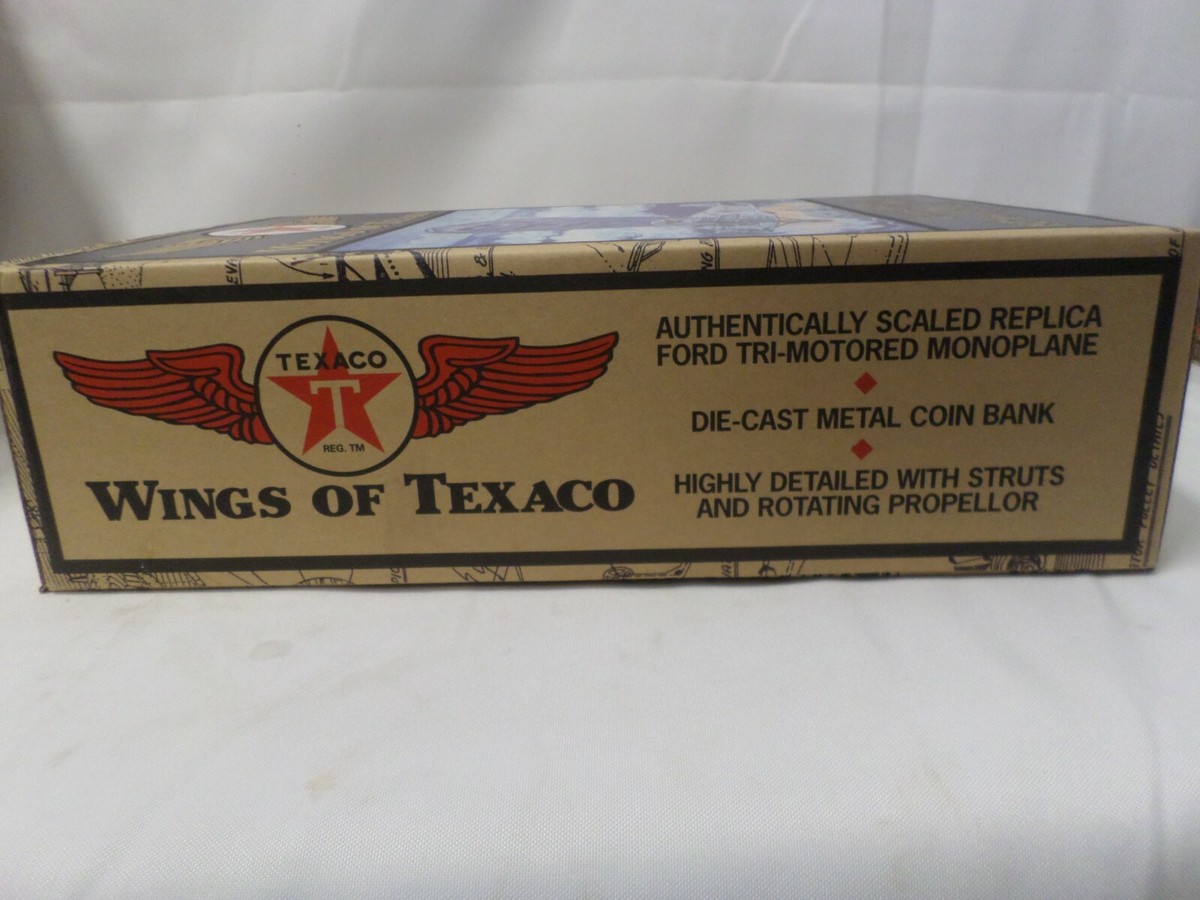 TEXACO
T
REG. TM
WINGS OF TEXACO
AUTHENTICALLY SCALED REPLICA
FORD TRI-MOTORED MONOPLANE
DIE-CAST METAL COIN BANK
HIGHLY DETAILED WITH STRUTS
AND ROTATING PROPELLOR